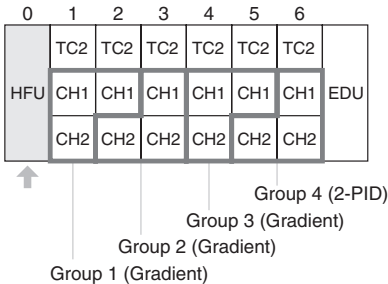 0 1 2 3 4 5 6
TC2 TC2 TC2 TC2 TC2 TC2
HFU CH1 CH1 CH1 CH1 CH1 CH1 EDU
CH2 CH2 CH2 CH2 CH2 CH2
Group 4 (2-PID)
Group 3 (Gradient)
Group 2 (Gradient)
Group 1 (Gradient)